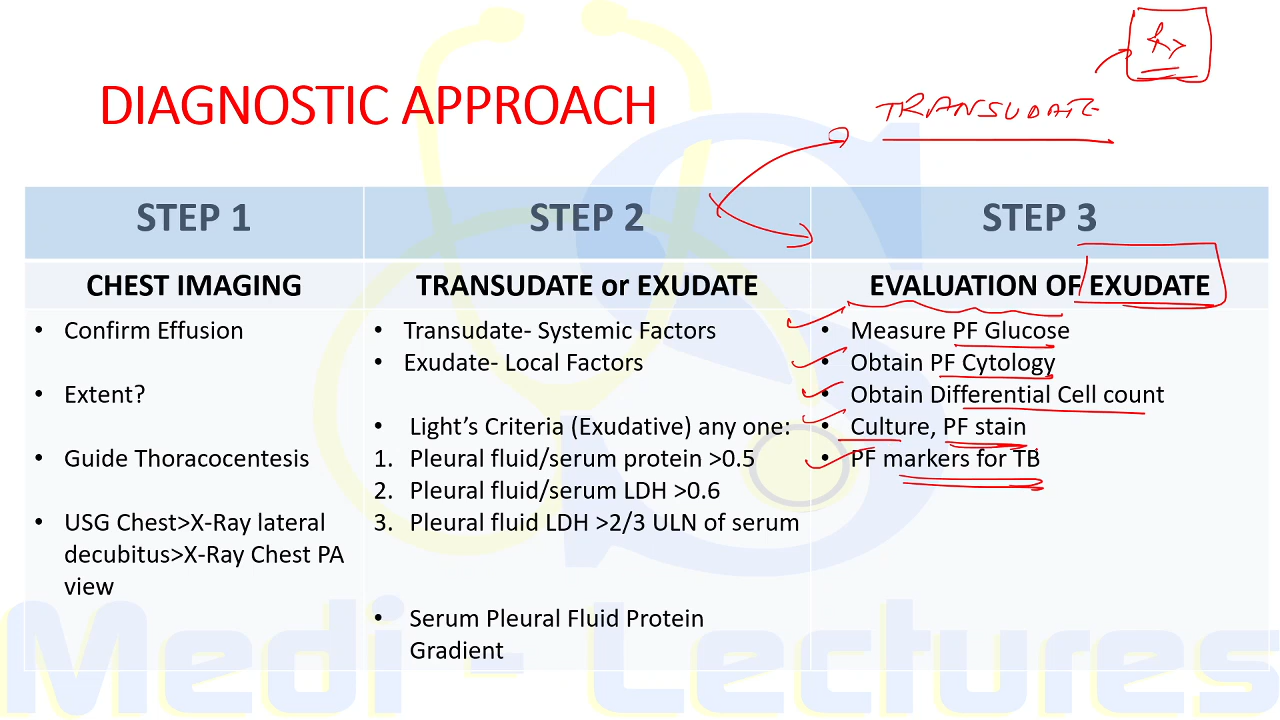 DIAGNOSTIC APPROACH
TRANSUDATE
STEP 1
CHEST IMAGING
• Confirm Effusion
• Extent?
• Guide Thoracocentesis
• USG Chest>X-Ray lateral
decubitus>X-Ray Chest PA
view
STEP 2
TRANSUDATE or EXUDATE
• Transudate- Systemic Factors
• Exudate- Local Factors
• Light’s Criteria (Exudative) any one:
1. Pleural fluid/serum protein >0.5
2. Pleural fluid/serum LDH >0.6
3. Pleural fluid LDH >2/3 ULN of serum
• Serum Pleural Fluid Protein
Gradient
STEP 3
EVALUATION OF EXUDATE
• Measure PF Glucose
• Obtain PF Cytology
• Obtain Differential Cell count
• Culture, PF stain
• PF markers for TB
Medi - Lectures